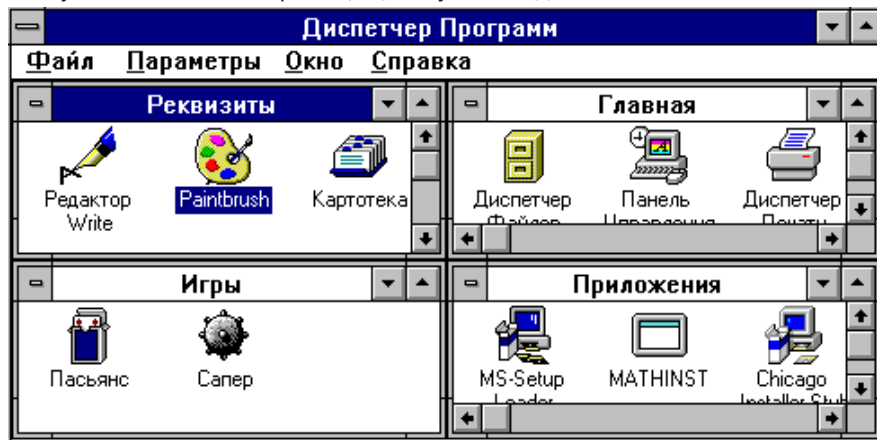 Диспетчер Программ
Файл Параметры Окно Справка
Реквизиты
Редактор Write
Paintbrush
Картотека
Главная
Диспетчер
Панель
Диспетчер
Игры
Пасьянс
Сапер
Приложения
MS-Setup
MATHINST
Chicago